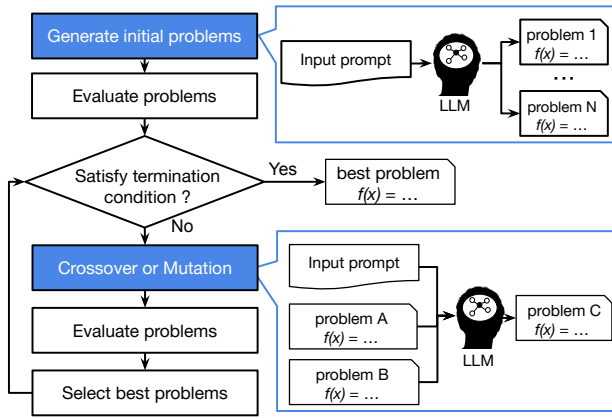 Generate initial problems
Evaluate problems
Satisfy termination
condition ?
Yes
best problem
f(x) = ...
No
Crossover or Mutation
Evaluate problems
Select best problems
Input prompt
LLM
problem 1
f(x) = ...
...
problem N
f(x) = ...
Input prompt
problem A
f(x) = ...
problem B
f(x) = ...
LLM
problem C
f(x) = ...